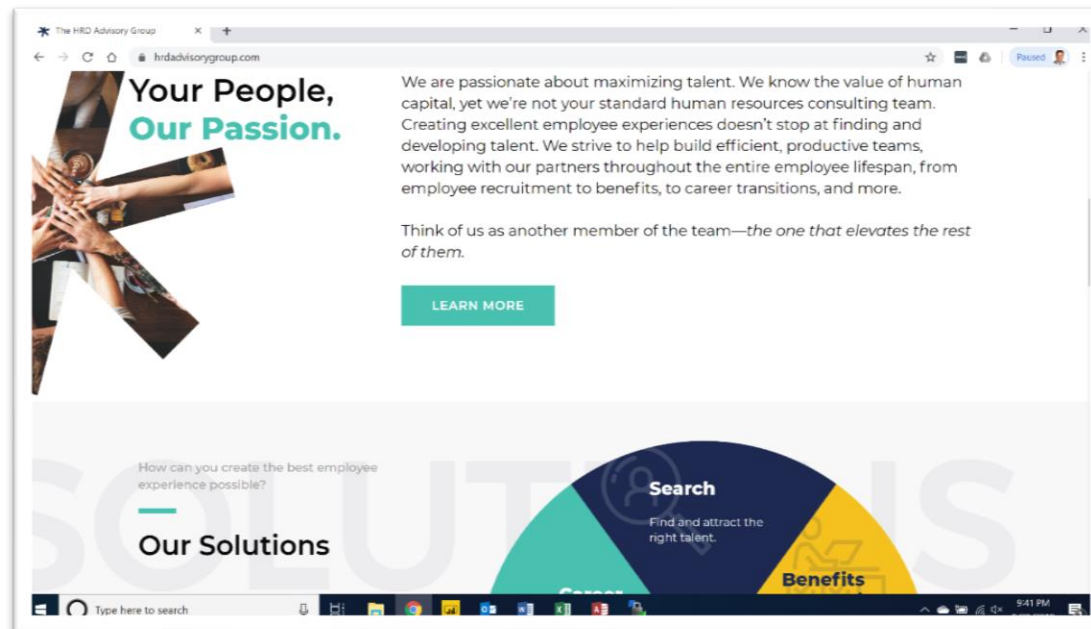 The HRD Advisory Group
hrdadvisorygroup.com
Paused
Your People,
Our Passion.
We are passionate about maximizing talent. We know the value of human
capital, yet we're not your standard human resources consulting team.
Creating excellent employee experiences doesn't stop at finding and
developing talent. We strive to help build efficient, productive teams,
working with our partners throughout the entire employee lifespan, from
employee recruitment to benefits, to career transitions, and more.
Think of us as another member of the team—the one that elevates the rest
of them.
LEARN MORE
SOLUTIONS
How can you create the best employee
experience possible?
Our Solutions
Search
Find and attract the
right talent.
Benefits
Career
Type here to search
9:41 PM